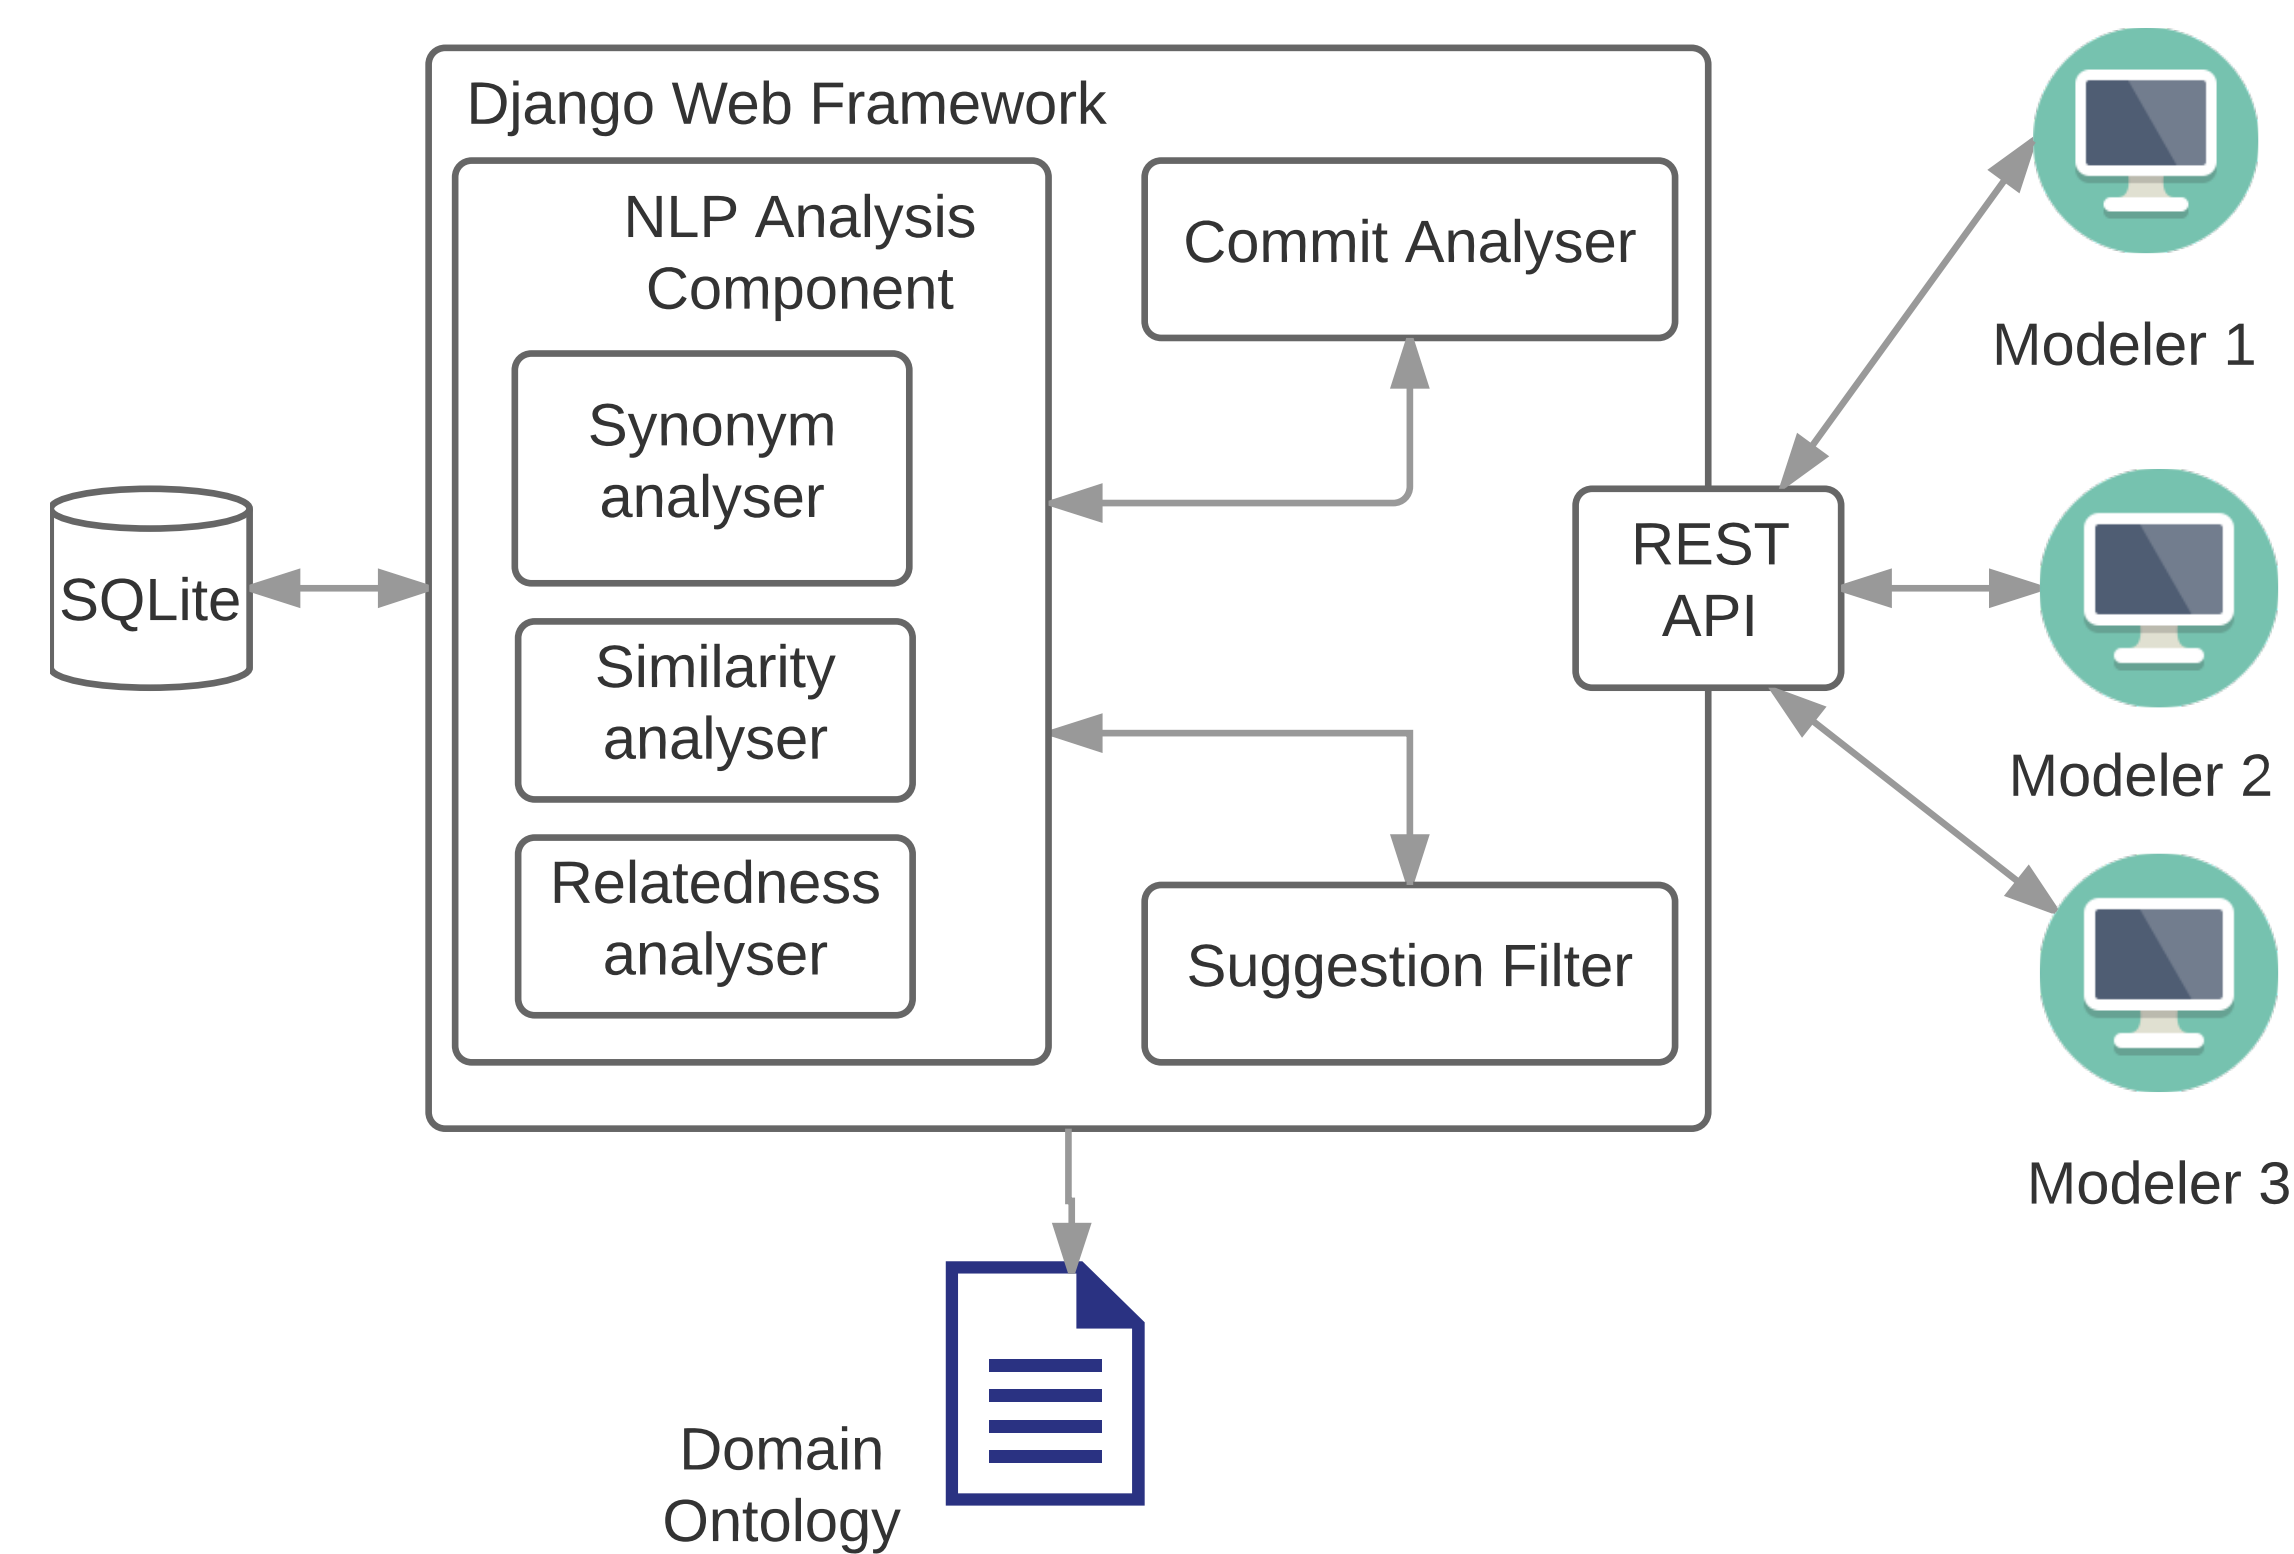 Django Web Framework
NLP Analysis
Component
Synonym
analyser
Similarity
analyser
Relatedness
analyser
Commit Analyser
Suggestion Filter
SQLite
REST
API
Modeler 1
Modeler 2
Modeler 3
Domain
Ontology